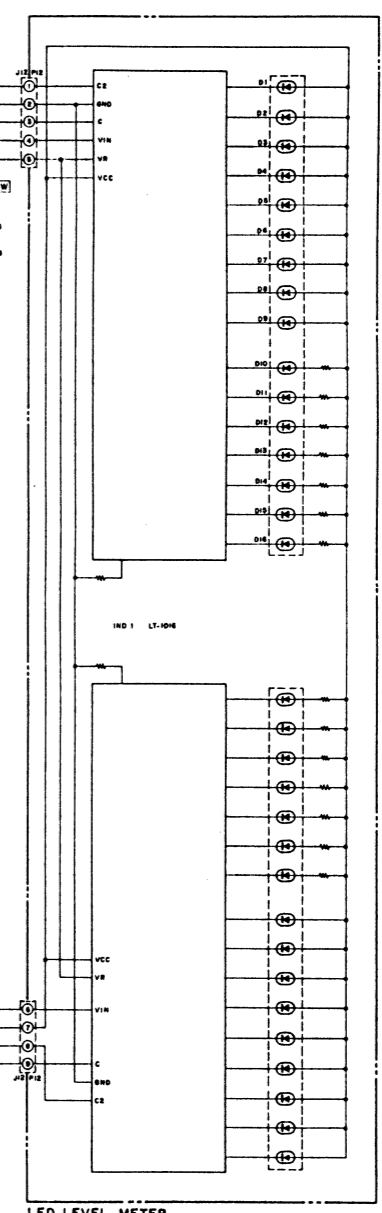 J12 P12
1
C2
2
GND
3
C
4
VIN
5
VR
VCC
W
D1
D2
D3
D4
D5
D6
D7
D8
D9
D10
D11
D12
D13
D14
D15
D16
IND 1 LT-1016
VCC
VR
6
VIN
7
8
9
C
J12 P12
GND
C2
LED LEVEL METER